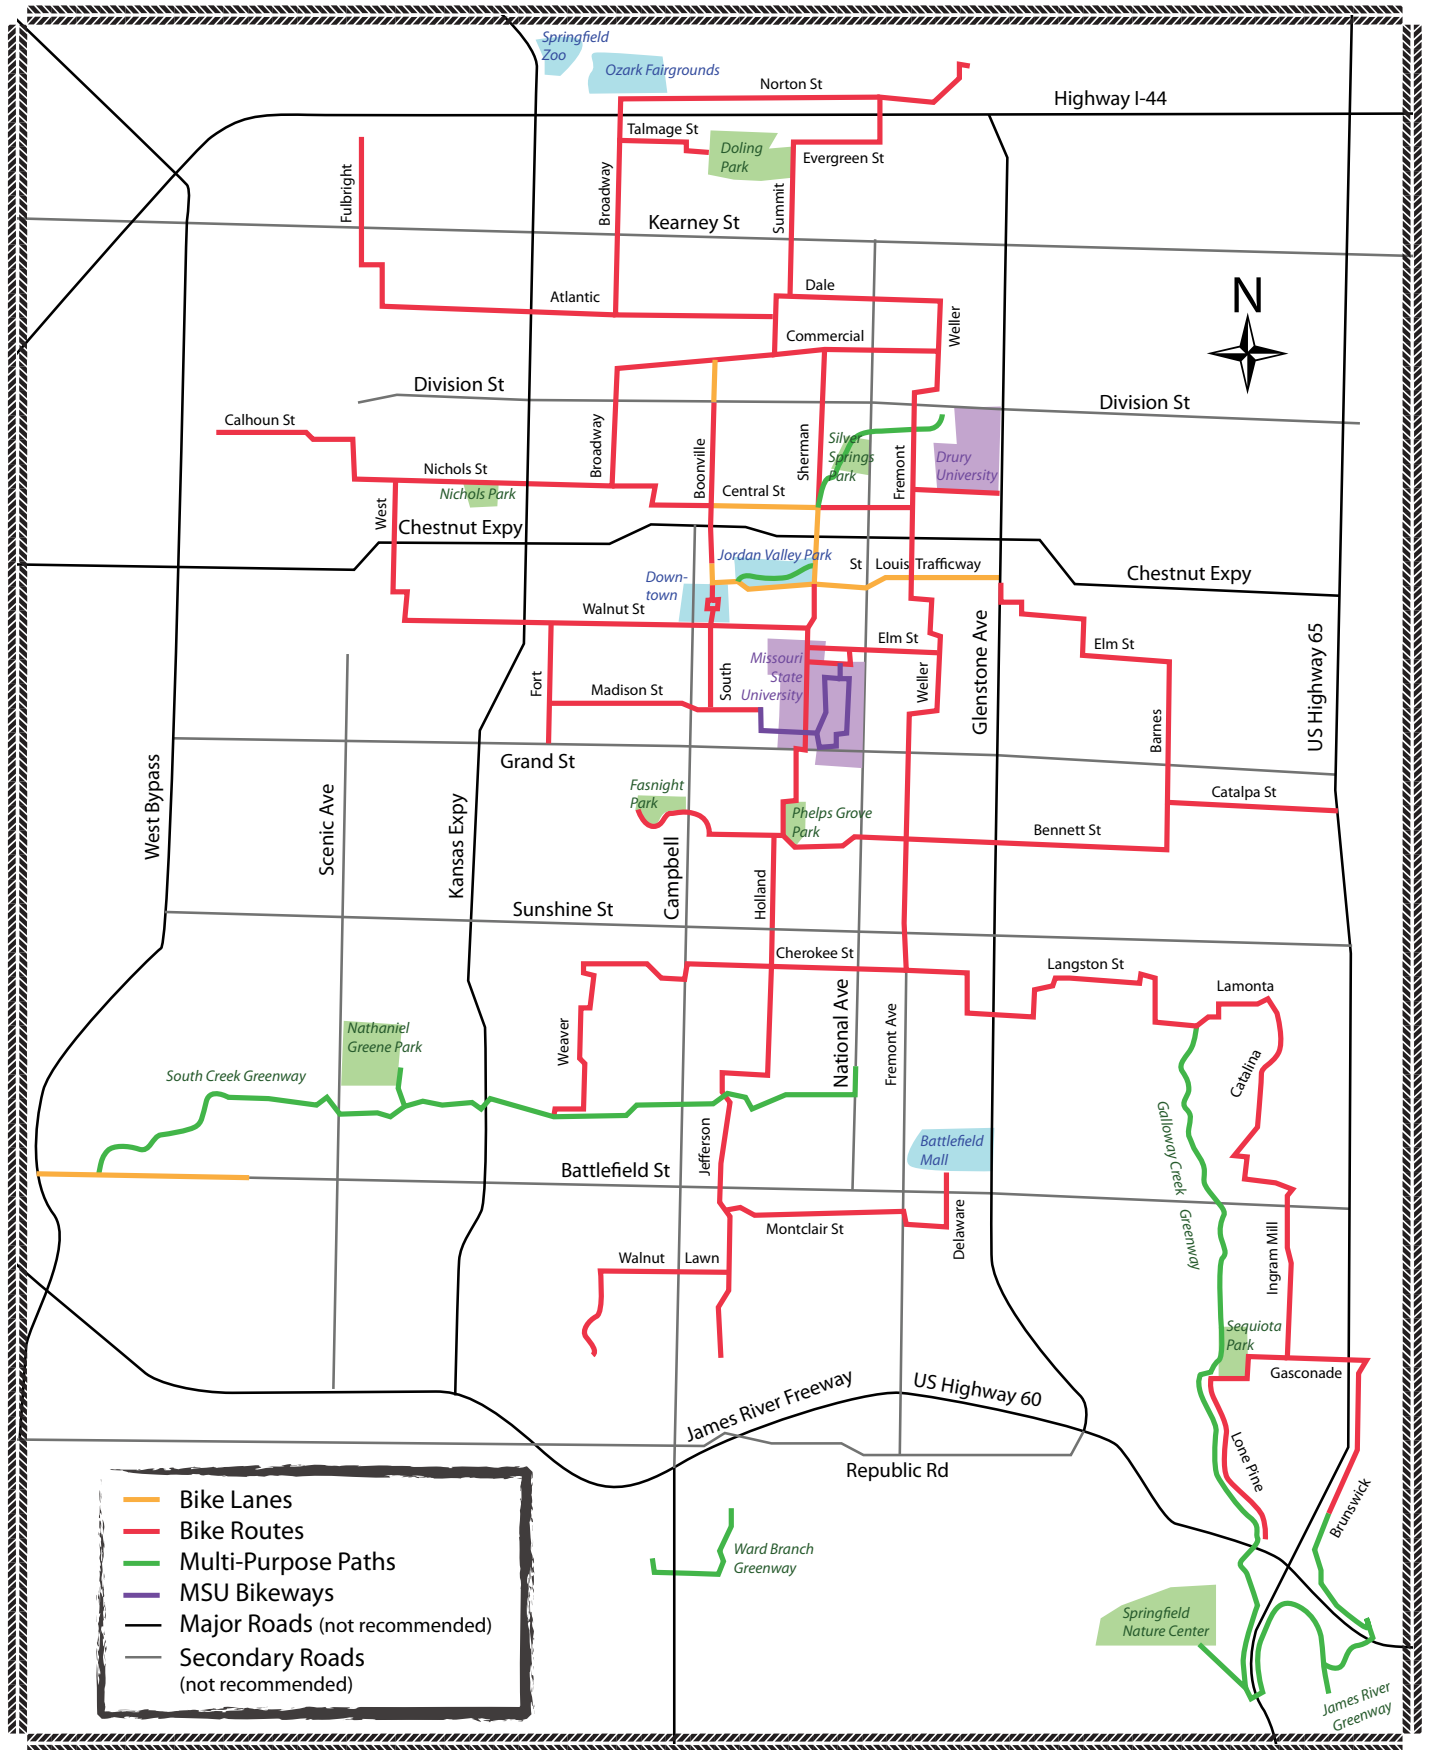 Springfield
Zoo
Ozark Fairgrounds
Norton St
Highway I-44
Talmage St
Doling
Park
Evergreen St
Fulbright
Broadway
Summit
Kearney St
N
Dale
Atlantic
Weller
Commercial
Division St
Division St
Calhoun St
Broadway
Boonville
Sherman
Silver
Springs
Park
Fremont
Drury
University
Nichols St
Nichols Park
Central St
West
Chestnut Expy
Jordan Valley Park
St Louis Trafficway
Chestnut Expy
Down-
town
Walnut St
Elm St
Elm St
Glenstone Ave
US Highway 65
Missouri
State
University
Fort
South
Weller
Madison St
Barnes
Grand St
West Bypass
Scenic Ave
Kansas Expy
Fasnight
Park
Catalpa St
Phelps Grove
Park
Bennett St
Campbell
Holland
Sunshine St
Cherokee St
Langston St
Lamonta
National Ave
Fremont Ave
Weaver
Nathaniel
Greene Park
Catalina
South Creek Greenway
Galloway Creek Greenway
Jefferson
Battlefield
Mall
Battlefield St
Montclair St
Delaware
Ingram Mill
Walnut Lawn
Sequiota
Park
Gasconade
James River Freeway
US Highway 60
Lone Pine
Republic Rd
Brunswick
Bike Lanes
Bike Routes
Multi-Purpose Paths
MSU Bikeways
Major Roads (not recommended)
Secondary Roads
(not recommended)
Ward Branch
Greenway
Springfield
Nature Center
James River
Greenway